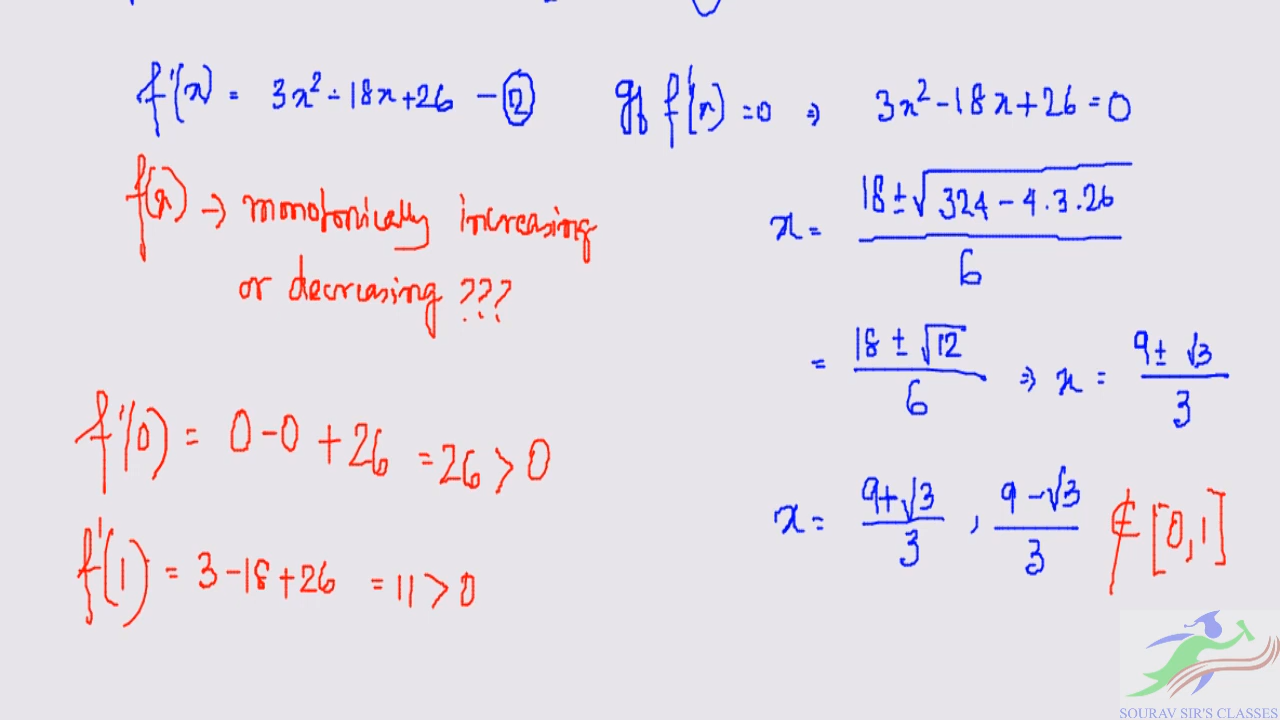 f'(x) = 3x² - 18x + 26 - ②
f(x) → monotonically increasing
or decreasing ???
f'(0) = 0 - 0 + 26 = 26 > 0
f'(1) = 3 - 18 + 26 = 11 > 0
If f'(x) = 0 ⇒ 3x² - 18x + 26 = 0
x = (18 ± √(324 - 4.3.26)) / 6
= (18 ± √12) / 6 ⇒ x = (9 ± √3) / 3
x = (9 + √3) / 3 , (9 - √3) / 3 ∉ [0,1]
SOURAV SIR'S CLASSES